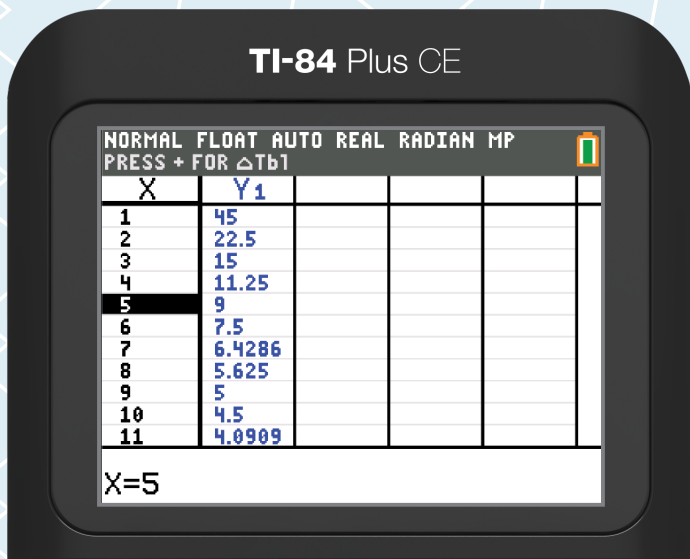 TI-84 Plus CE
NORMAL FLOAT AUTO REAL RADIAN MP
PRESS + FOR △Tbl
X Y1
1 45
2 22.5
3 15
4 11.25
5 9
6 7.5
7 6.4286
8 5.625
9 5
10 4.5
11 4.0909
X=5